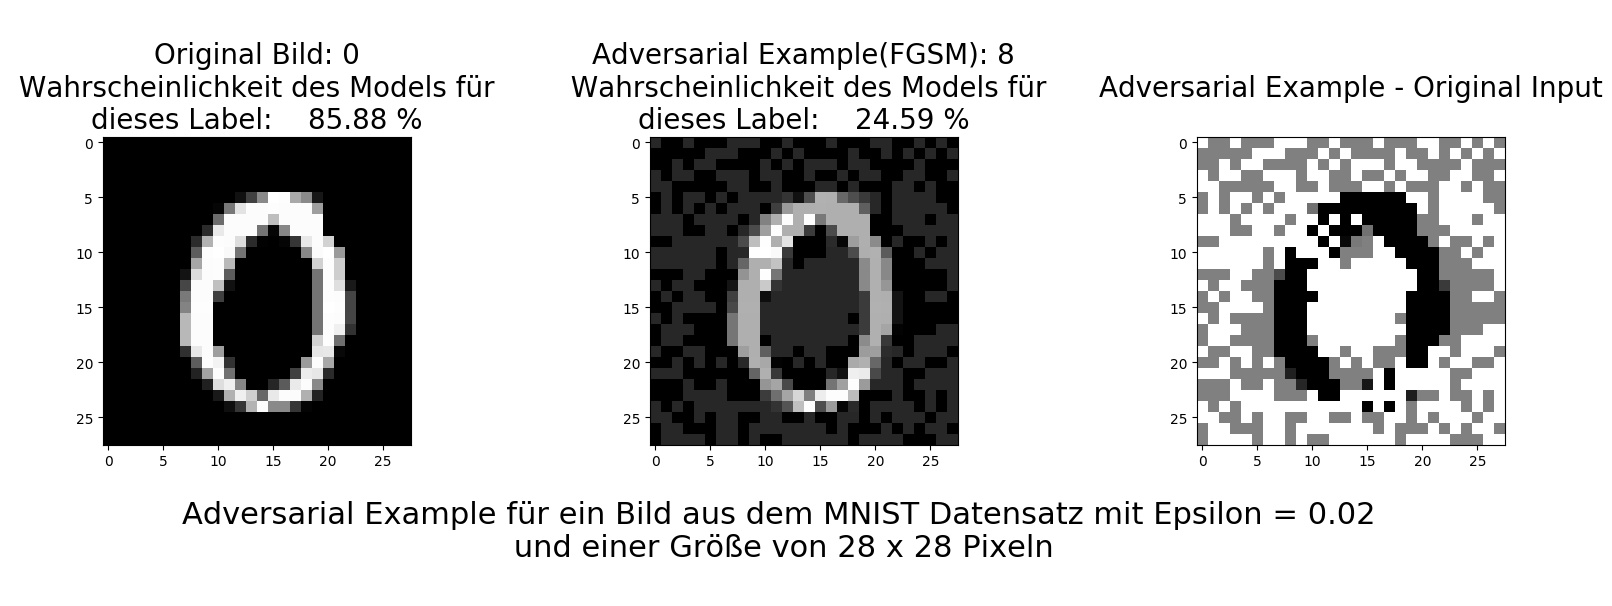 Original Bild: 0
Wahrscheinlichkeit des Models für
dieses Label: 85.88 %
0
5
10
15
20
25
0 5 10 15 20 25
Adversarial Example(FGSM): 8
Wahrscheinlichkeit des Models für
dieses Label: 24.59 %
0
5
10
15
20
25
0 5 10 15 20 25
Adversarial Example - Original Input
0
5
10
15
20
25
0 5 10 15 20 25
Adversarial Example für ein Bild aus dem MNIST Datensatz mit Epsilon = 0.02
und einer Größe von 28 x 28 Pixeln